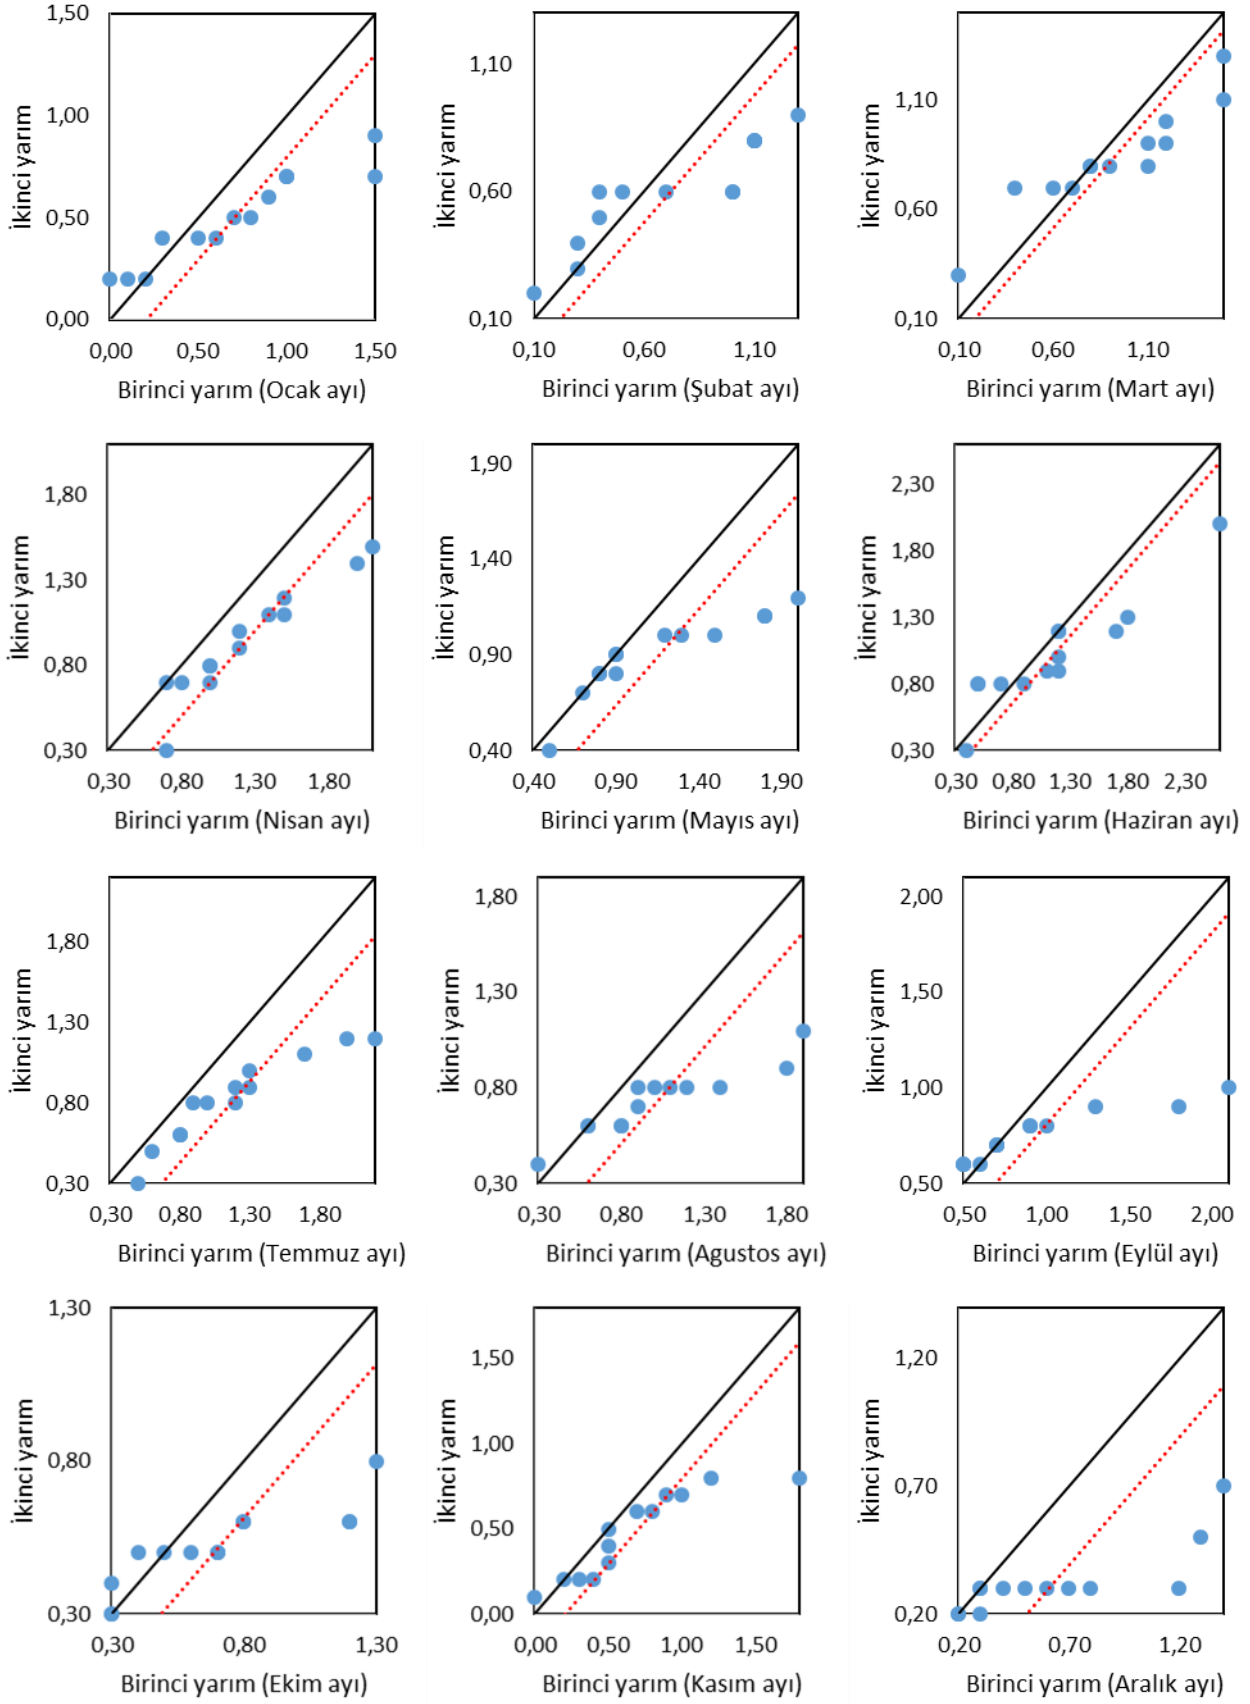 1,50
1,00
0,50
0,00
İkinci yarım
0,00 0,50 1,00 1,50
Birinci yarım (Ocak ayı)
1,10
0,60
0,10
İkinci yarım
0,10 0,60 1,10
Birinci yarım (Şubat ayı)
1,10
0,60
0,10
İkinci yarım
0,10 0,60 1,10
Birinci yarım (Mart ayı)
1,80
1,30
0,80
0,30
İkinci yarım
0,30 0,80 1,30 1,80
Birinci yarım (Nisan ayı)
1,90
1,40
0,90
0,40
İkinci yarım
0,40 0,90 1,40 1,90
Birinci yarım (Mayıs ayı)
2,30
1,80
1,30
0,80
0,30
İkinci yarım
0,30 0,80 1,30 1,80 2,30
Birinci yarım (Haziran ayı)
1,80
1,30
0,80
0,30
İkinci yarım
0,30 0,80 1,30 1,80
Birinci yarım (Temmuz ayı)
1,80
1,30
0,80
0,30
İkinci yarım
0,30 0,80 1,30 1,80
Birinci yarım (Agustos ayı)
2,00
1,50
1,00
0,50
İkinci yarım
0,50 1,00 1,50 2,00
Birinci yarım (Eylül ayı)
1,30
0,80
0,30
İkinci yarım
0,30 0,80 1,30
Birinci yarım (Ekim ayı)
1,50
1,00
0,50
0,00
İkinci yarım
0,00 0,50 1,00 1,50
Birinci yarım (Kasım ayı)
1,20
0,70
0,20
İkinci yarım
0,20 0,70 1,20
Birinci yarım (Aralık ayı)